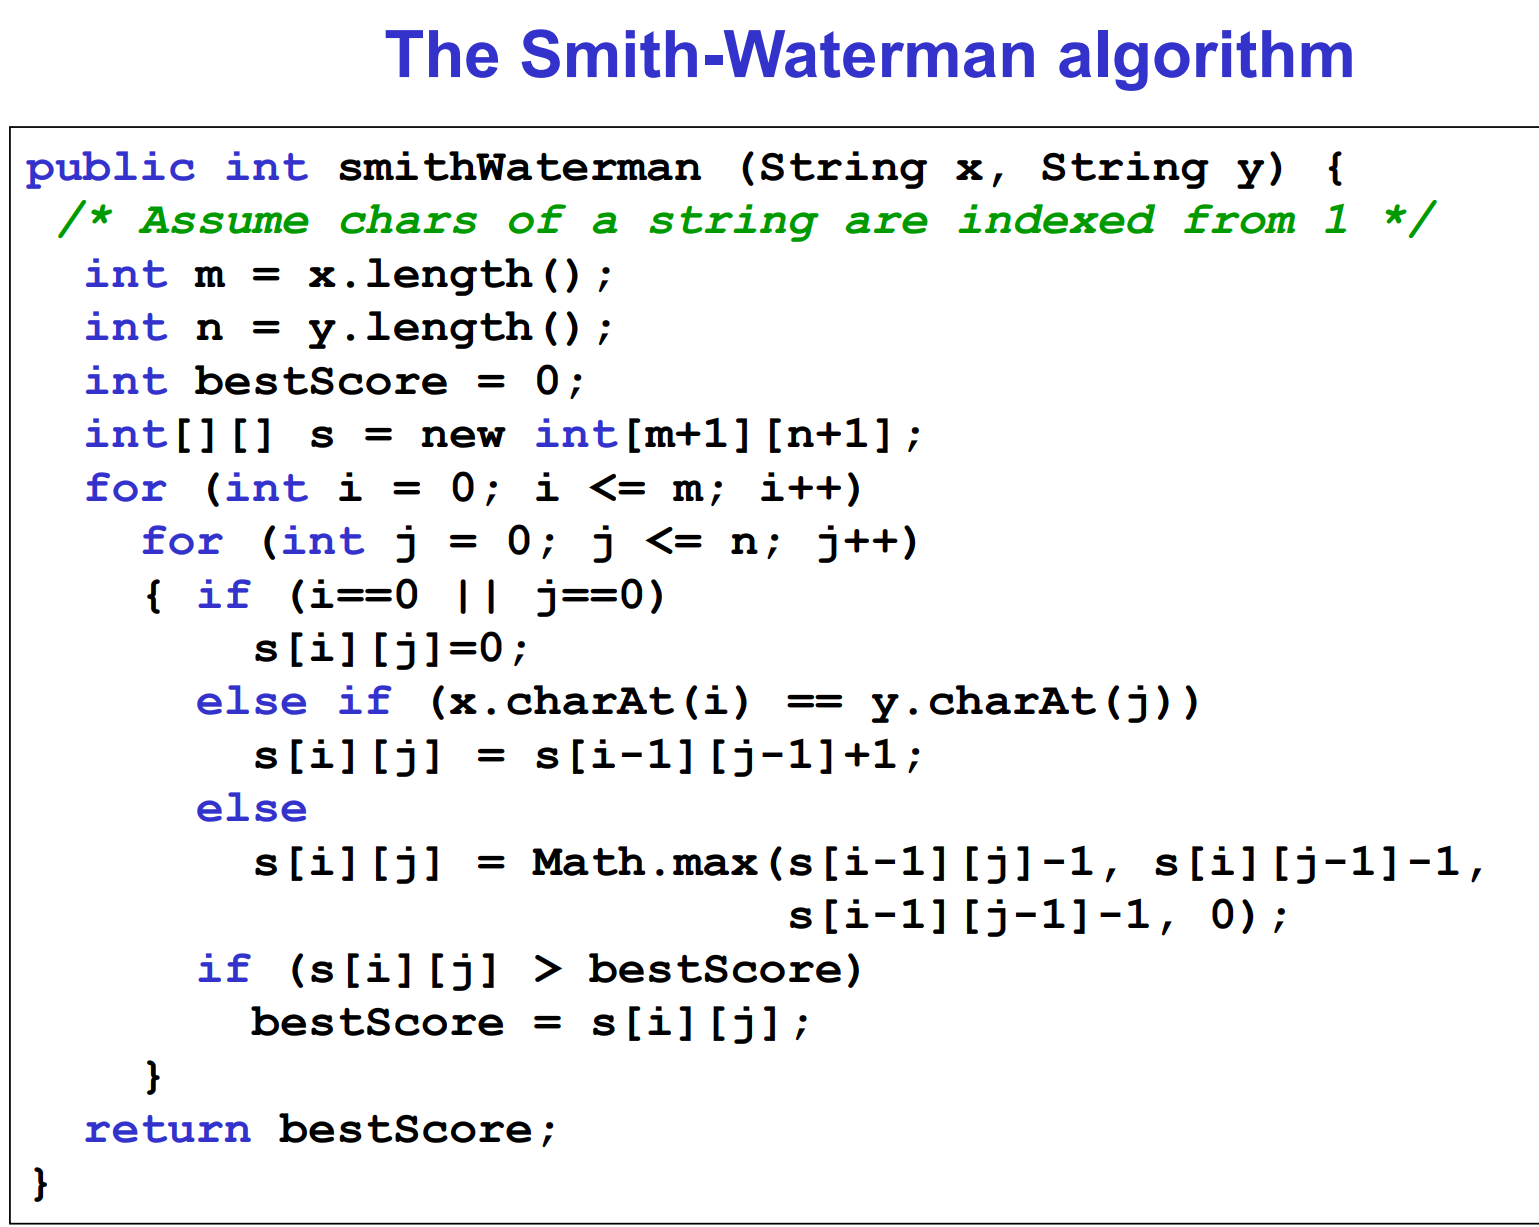 The Smith-Waterman algorithm
public int smithWaterman (String x, String y) {
/* Assume chars of a string are indexed from 1 */
int m = x.length();
int n = y.length();
int bestScore = 0;
int[][] s = new int[m+1][n+1];
for (int i = 0; i <= m; i++)
for (int j = 0; j <= n; j++)
{ if (i==0 || j==0)
s[i][j]=0;
else if (x.charAt(i) == y.charAt(j))
s[i][j] = s[i-1][j-1]+1;
else
s[i][j] = Math.max(s[i-1][j]-1, s[i][j-1]-1,
s[i-1][j-1]-1, 0);
if (s[i][j] > bestScore)
bestScore = s[i][j];
}
return bestScore;
}